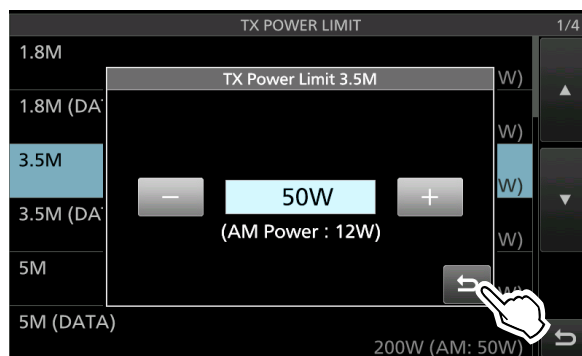 TX POWER LIMIT 1/4
1.8M
TX Power Limit 3.5M
W)
1.8M (DA
W)
3.5M
50W
W)
3.5M (DA
(AM Power : 12W)
W)
5M
W)
5M (DATA)
200W (AM: 50W)